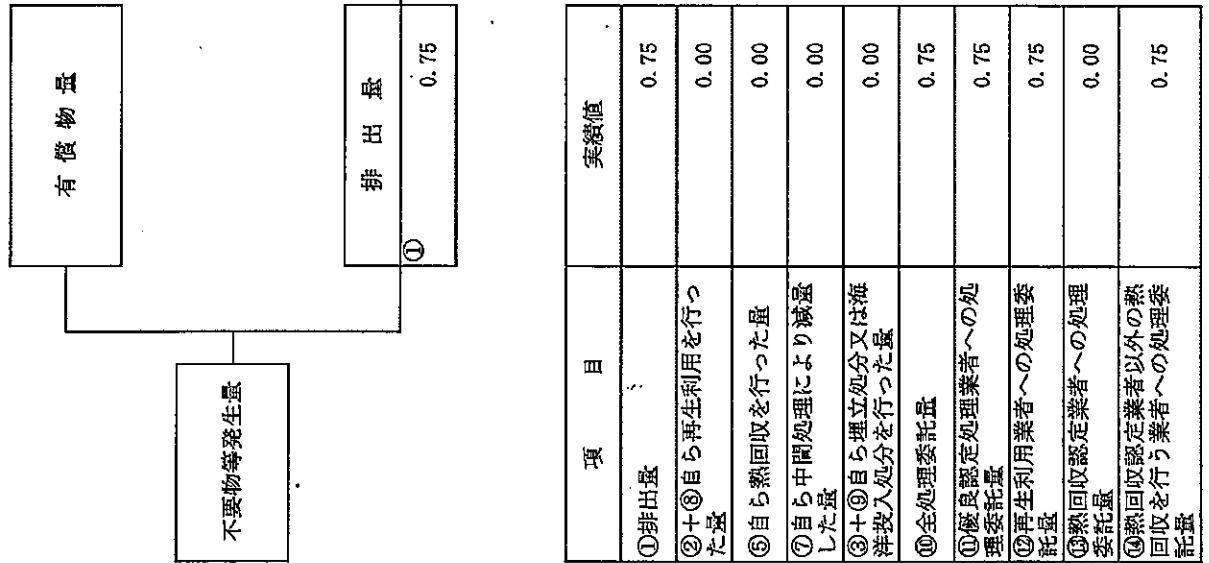 有償物量
不要物等発生量
排出量
①
0.75
項目
実績値
①排出量
0.75
②+⑧自ら再生利用を行っ
た量
0.00
⑤自ら熱回収を行った量
0.00
⑦自ら中間処理により減量
した量
0.00
③+⑨自ら埋立処分又は海
洋投入処分を行った量
0.00
⑩全処理委託量
0.75
⑪優良認定処理業者への処
理委託量
0.75
⑫再生利用業者への処理委
託量
0.75
⑬熱回収認定業者への処理
委託量
0.00
⑭熱回収認定業者以外の熱
回収を行う業者への処理委
託量
0.75